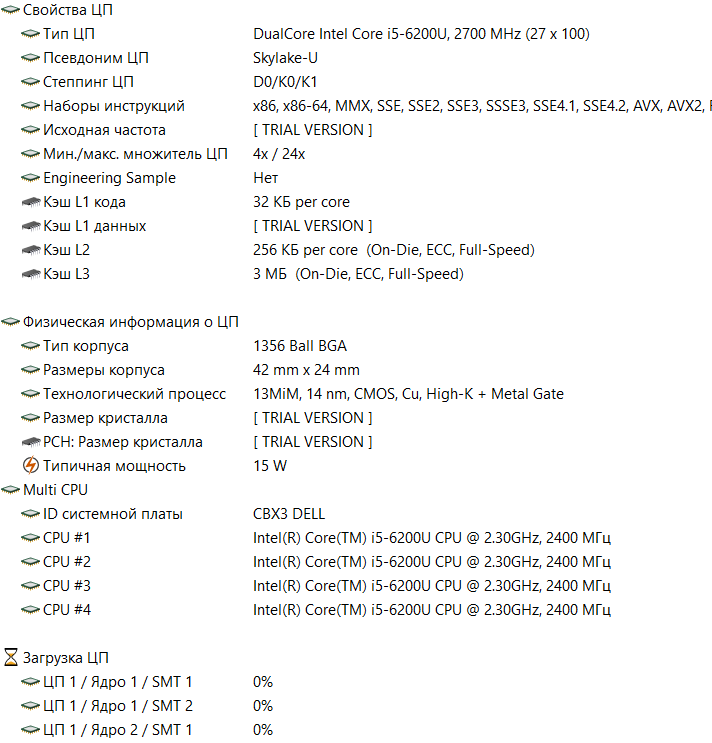 Свойства ЦП
Тип ЦП DualCore Intel Core i5-6200U, 2700 MHz (27 x 100)
Псевдоним ЦП Skylake-U
Степпинг ЦП D0/K0/K1
Наборы инструкций x86, x86-64, MMX, SSE, SSE2, SSE3, SSSE3, SSE4.1, SSE4.2, AVX, AVX2,
Исходная частота [ TRIAL VERSION ]
Мин./макс. множитель ЦП 4x / 24x
Engineering Sample Нет
Кэш L1 кода 32 КБ per core
Кэш L1 данных [ TRIAL VERSION ]
Кэш L2 256 КБ per core (On-Die, ECC, Full-Speed)
Кэш L3 3 МБ (On-Die, ECC, Full-Speed)
Физическая информация о ЦП
Тип корпуса 1356 Ball BGA
Размеры корпуса 42 mm x 24 mm
Технологический процесс 13MiM, 14 nm, CMOS, Cu, High-K + Metal Gate
Размер кристалла [ TRIAL VERSION ]
PCH: Размер кристалла [ TRIAL VERSION ]
Типичная мощность 15 W
Multi CPU
ID системной платы CBX3 DELL
CPU #1 Intel(R) Core(TM) i5-6200U CPU @ 2.30GHz, 2400 МГц
CPU #2 Intel(R) Core(TM) i5-6200U CPU @ 2.30GHz, 2400 МГц
CPU #3 Intel(R) Core(TM) i5-6200U CPU @ 2.30GHz, 2400 МГц
CPU #4 Intel(R) Core(TM) i5-6200U CPU @ 2.30GHz, 2400 МГц
Загрузка ЦП
ЦП 1 / Ядро 1 / SMT 1 0%
ЦП 1 / Ядро 1 / SMT 2 0%
ЦП 1 / Ядро 2 / SMT 1 0%